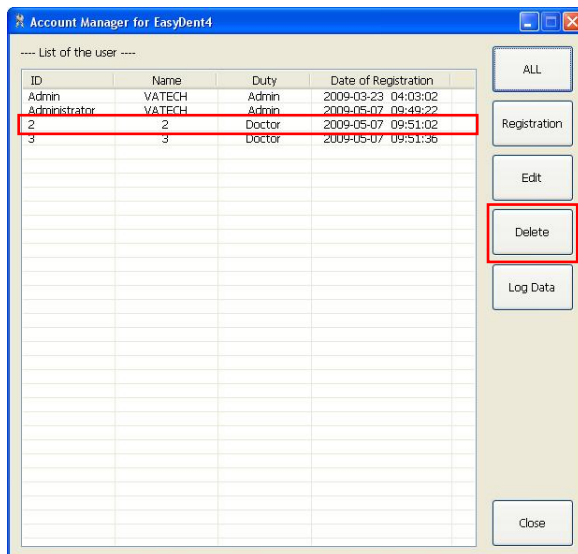 Account Manager for EasyDent4
---- List of the user ----
ID Name Duty Date of Registration
Admin VATECH Admin 2009-03-23 04:03:02
Administrator VATECH Admin 2009-05-07 09:49:22
2 2 Doctor 2009-05-07 09:51:02
3 3 Doctor 2009-05-07 09:51:36
ALL
Registration
Edit
Delete
Log Data
Close